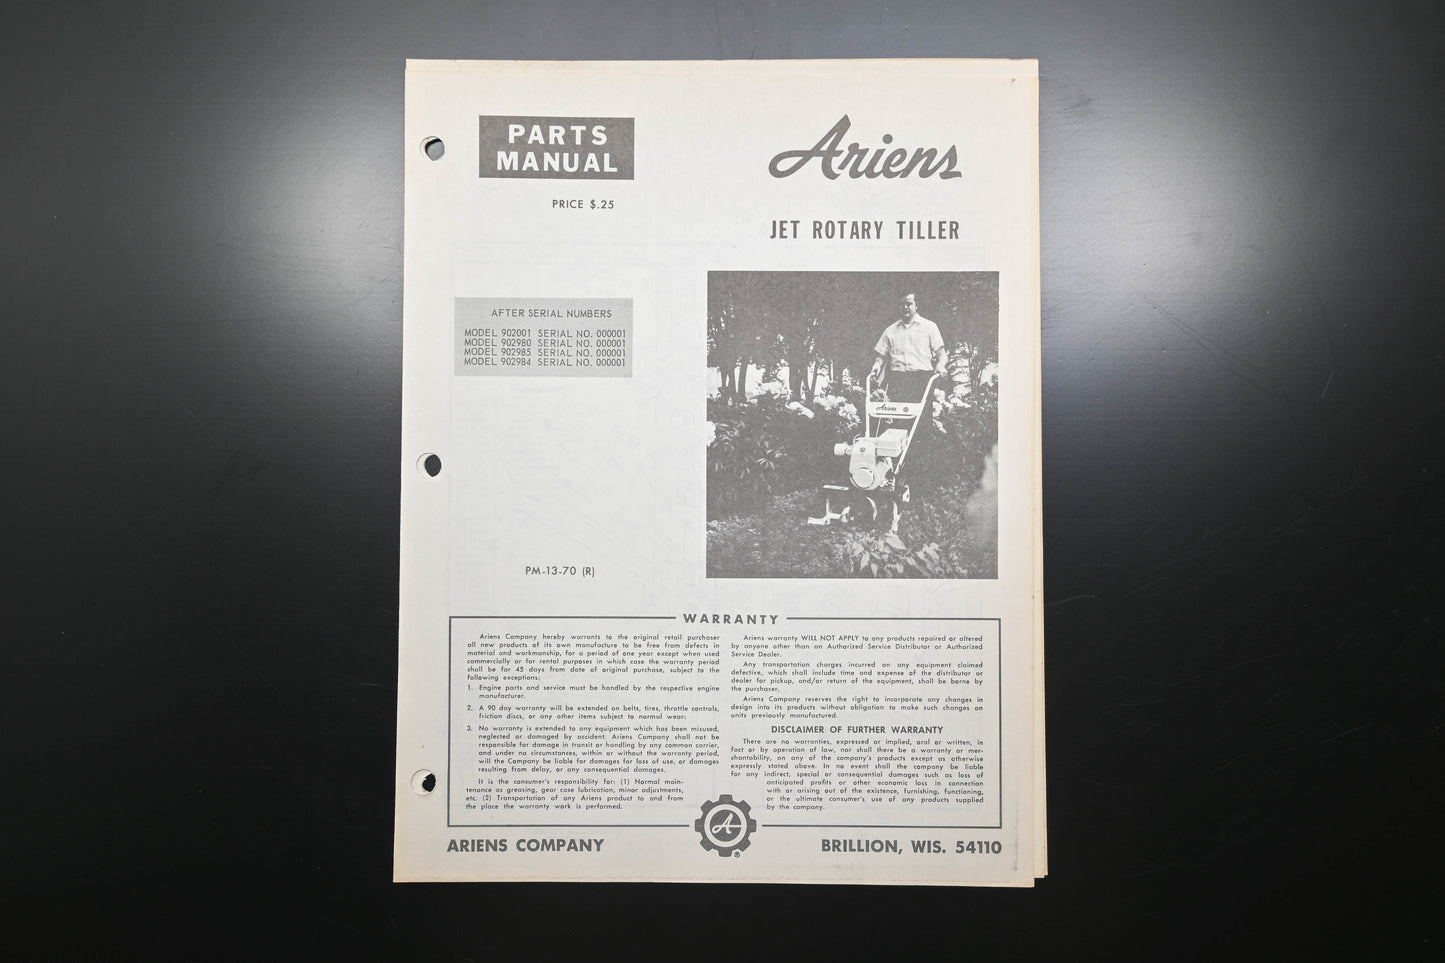 PARTS
MANUAL
PRICE $.25
Ariens
JET ROTARY TILLER
AFTER SERIAL NUMBERS
MODEL 902001 SERIAL NO. 000001
MODEL 902980 SERIAL NO. 000001
MODEL 902985 SERIAL NO. 000001
MODEL 902984 SERIAL NO. 000001
Ariens
PM-13-70 (R)
WARRANTY
Ariens Company hereby warrants to the original retail purchaser
all new products of its own manufacture to be free from defects in
material and workmanship, for a period of one year except when used
commercially or for rental purposes in which case the warranty period
shall be for 45 days from date of original purchase, subject to the
following exceptions:
1. Engine parts and service must be handled by the respective engine
manufacturer.
2. A 90 day warranty will be extended on belts, tires, throttle controls,
friction discs, or any other items subject to normal wear:
3. No warranty is extended to any equipment which has been misused,
neglected or damaged by accident. Ariens Company shall not be
responsible for damage in transit or handling by any common carrier,
and under no circumstances, within or without the warranty period,
will the Company be liable for damages for loss of use, or damages
resulting from delay, or any consequential damages.
It is the consumer's responsibility for: (1) Normal main-
tenance as greasing, gear case lubrication, minor adjustments,
etc. (2) Transportation of any Ariens product to and from
the place the warranty work is performed.
Ariens warranty WILL NOT APPLY to any products repaired or altered
by anyone other than an Authorized Service Distributor or Authorized
Service Dealer.
Any transportation charges incurred on any equipment claimed
defective, which shall include time and expense of the distributor or
dealer for pickup, and/or return of the equipment, shall be borne by
the purchaser.
Ariens Company reserves the right to incorporate any changes in
design into its products without obligation to make such changes on
units previously manufactured.
DISCLAIMER OF FURTHER WARRANTY
There are no warranties, expressed or implied, oral or written, in
fact or by operation of law, nor shall there be a warranty or mer-
chantability, on any of the company's products except as otherwise
expressly stated above. In no event shall the company be liable
for any indirect, special or consequential damages such as loss of
anticipated profits or other economic loss in connection
with or arising out of the existence, furnishing, functioning,
or the ultimate consumer's use of any products supplied
by the company.
A
®
ARIENS COMPANY
BRILLION, WIS. 54110